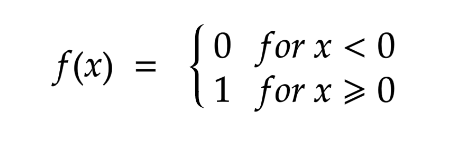 f(x) = { 0 for x < 0
1 for x ⩾ 0